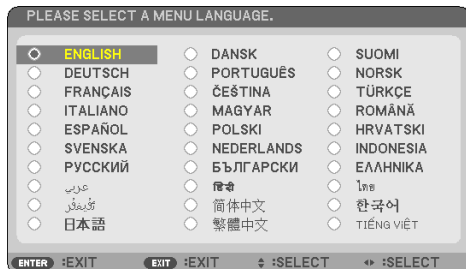 PLEASE SELECT A MENU LANGUAGE.
ENGLISH DANSK SUOMI
DEUTSCH PORTUGUÊS NORSK
FRANÇAIS ČEŠTINA TÜRKÇE
ITALIANO MAGYAR ROMÂNĂ
ESPAÑOL POLSKI HRVATSKI
SVENSKA NEDERLANDS INDONESIA
РУССКИЙ БЪЛГАРСКИ ΕΛΛΗΝΙΚΑ
عربي हिन्दी ไทย
ئۇيغۇر 简体中文 한국어
日本語 繁體中文 TIẾNG VIỆT
ENTER :EXIT EXIT :EXIT :SELECT :SELECT